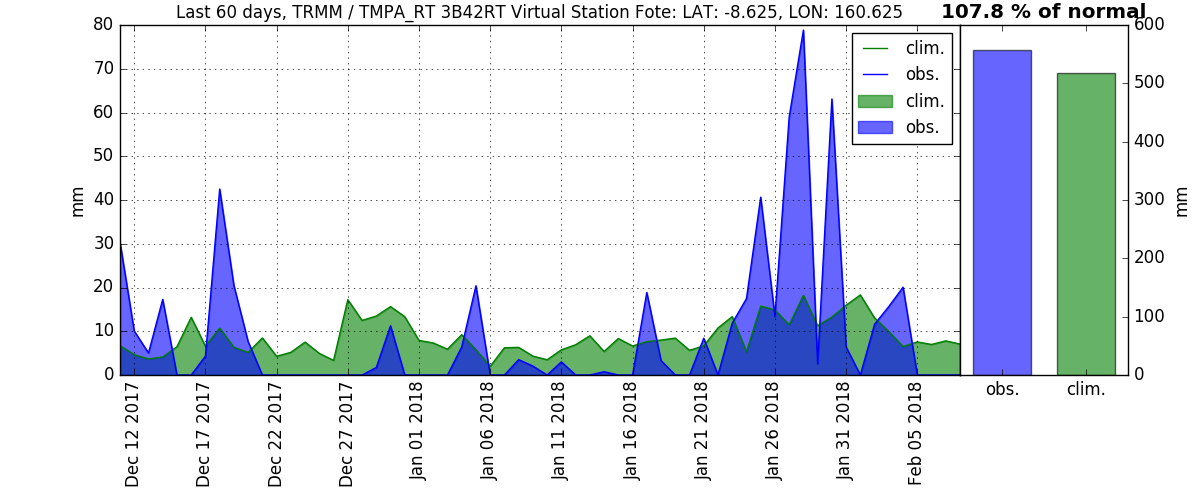 Last 60 days, TRMM / TMPA_RT 3B42RT Virtual Station Fote: LAT: -8.625, LON: 160.625
107.8 % of normal
80
70
60
50
40
30
20
10
0
mm
clim.
obs.
clim.
obs.
600
500
400
300
200
100
0
mm
obs.
clim.
Dec 12 2017
Dec 17 2017
Dec 22 2017
Dec 27 2017
Jan 01 2018
Jan 06 2018
Jan 11 2018
Jan 16 2018
Jan 21 2018
Jan 26 2018
Jan 31 2018
Feb 05 2018